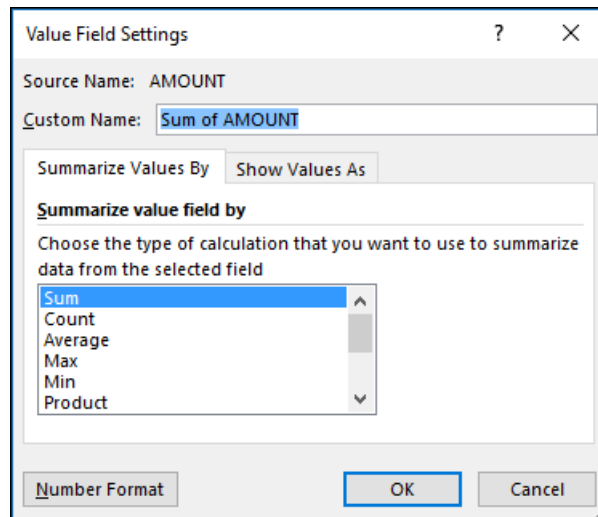 Value Field Settings ? X
Source Name: AMOUNT
Custom Name: Sum of AMOUNT
Summarize Values By Show Values As
Summarize value field by
Choose the type of calculation that you want to use to summarize
data from the selected field
Sum
Count
Average
Max
Min
Product
Number Format OK Cancel